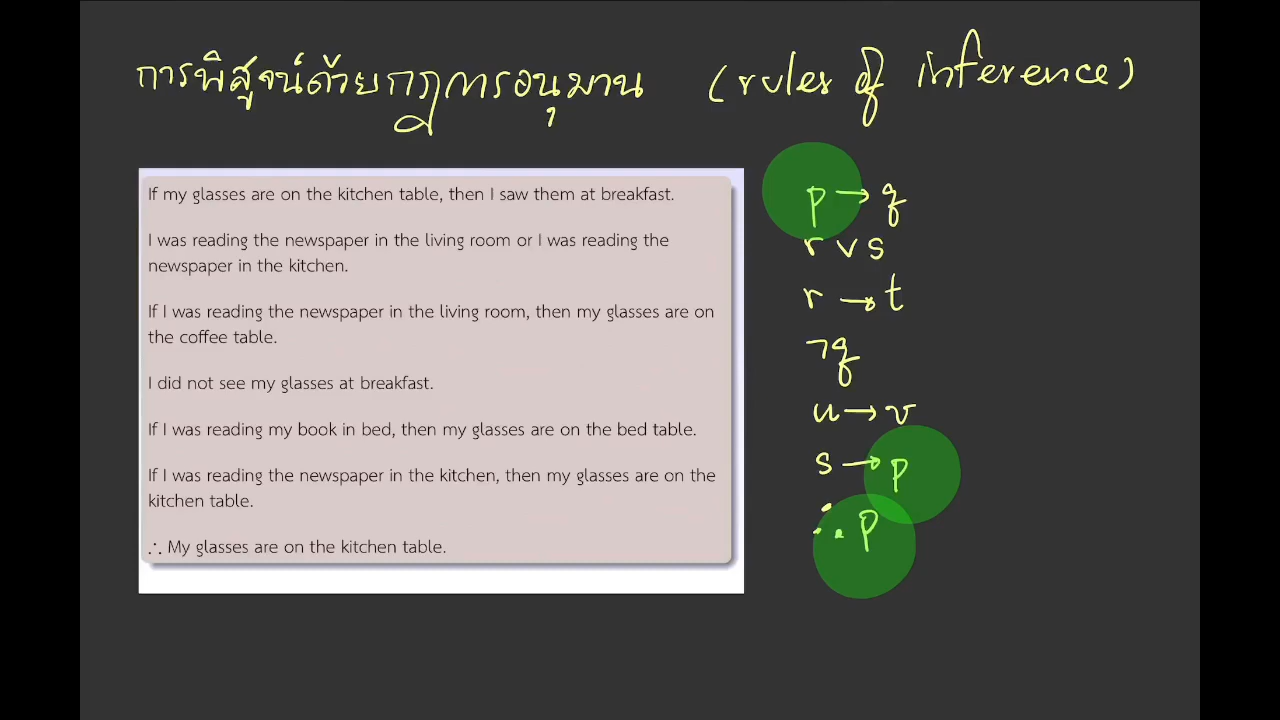 การพิสูจน์ด้วยกฎการอนุมาน (rules of inference)
If my glasses are on the kitchen table, then I saw them at breakfast.
I was reading the newspaper in the living room or I was reading the
newspaper in the kitchen.
If I was reading the newspaper in the living room, then my glasses are on
the coffee table.
I did not see my glasses at breakfast.
If I was reading my book in bed, then my glasses are on the bed table.
If I was reading the newspaper in the kitchen, then my glasses are on the
kitchen table.
∴ My glasses are on the kitchen table.
p → q
r ∨ s
r → t
¬q
u → v
s → p
∴ p